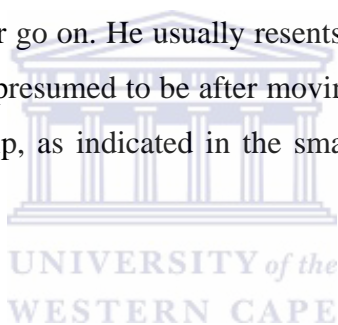 r go on. He usually resents
presumed to be after movin
p, as indicated in the sma
UNIVERSITY of the
WESTERN CAPE